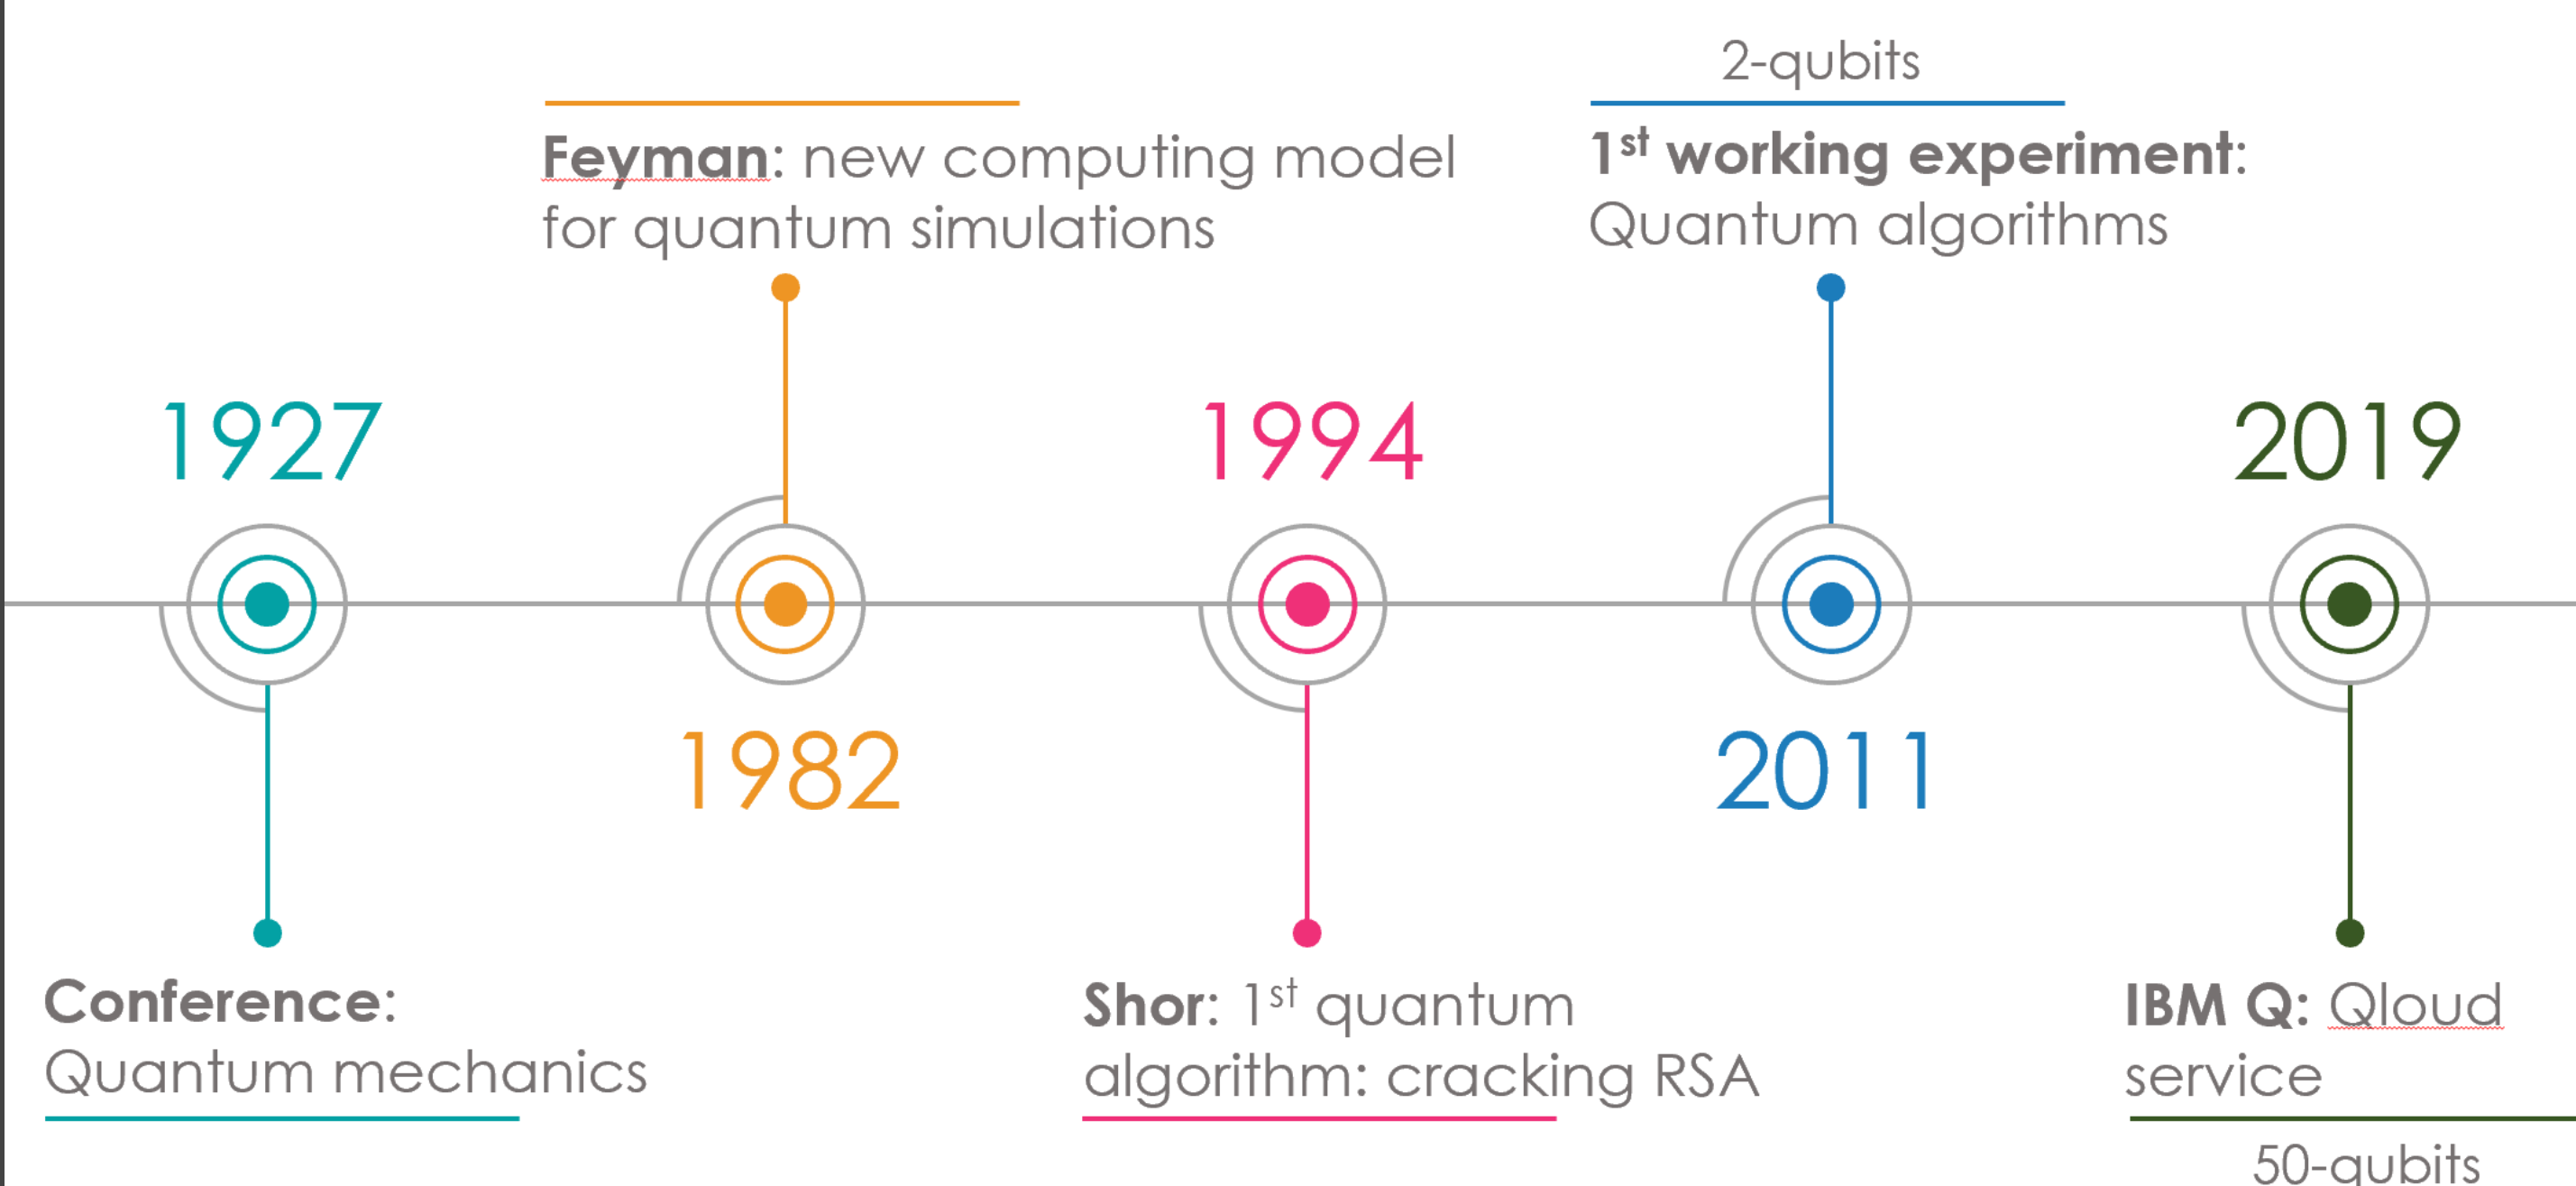 2-qubits
Feyman: new computing model
for quantum simulations
1st working experiment:
Quantum algorithms
1927
1994
2019
1982
2011
Conference:
Quantum mechanics
Shor: 1st quantum
algorithm: cracking RSA
IBM Q: Qloud
service
50-qubits